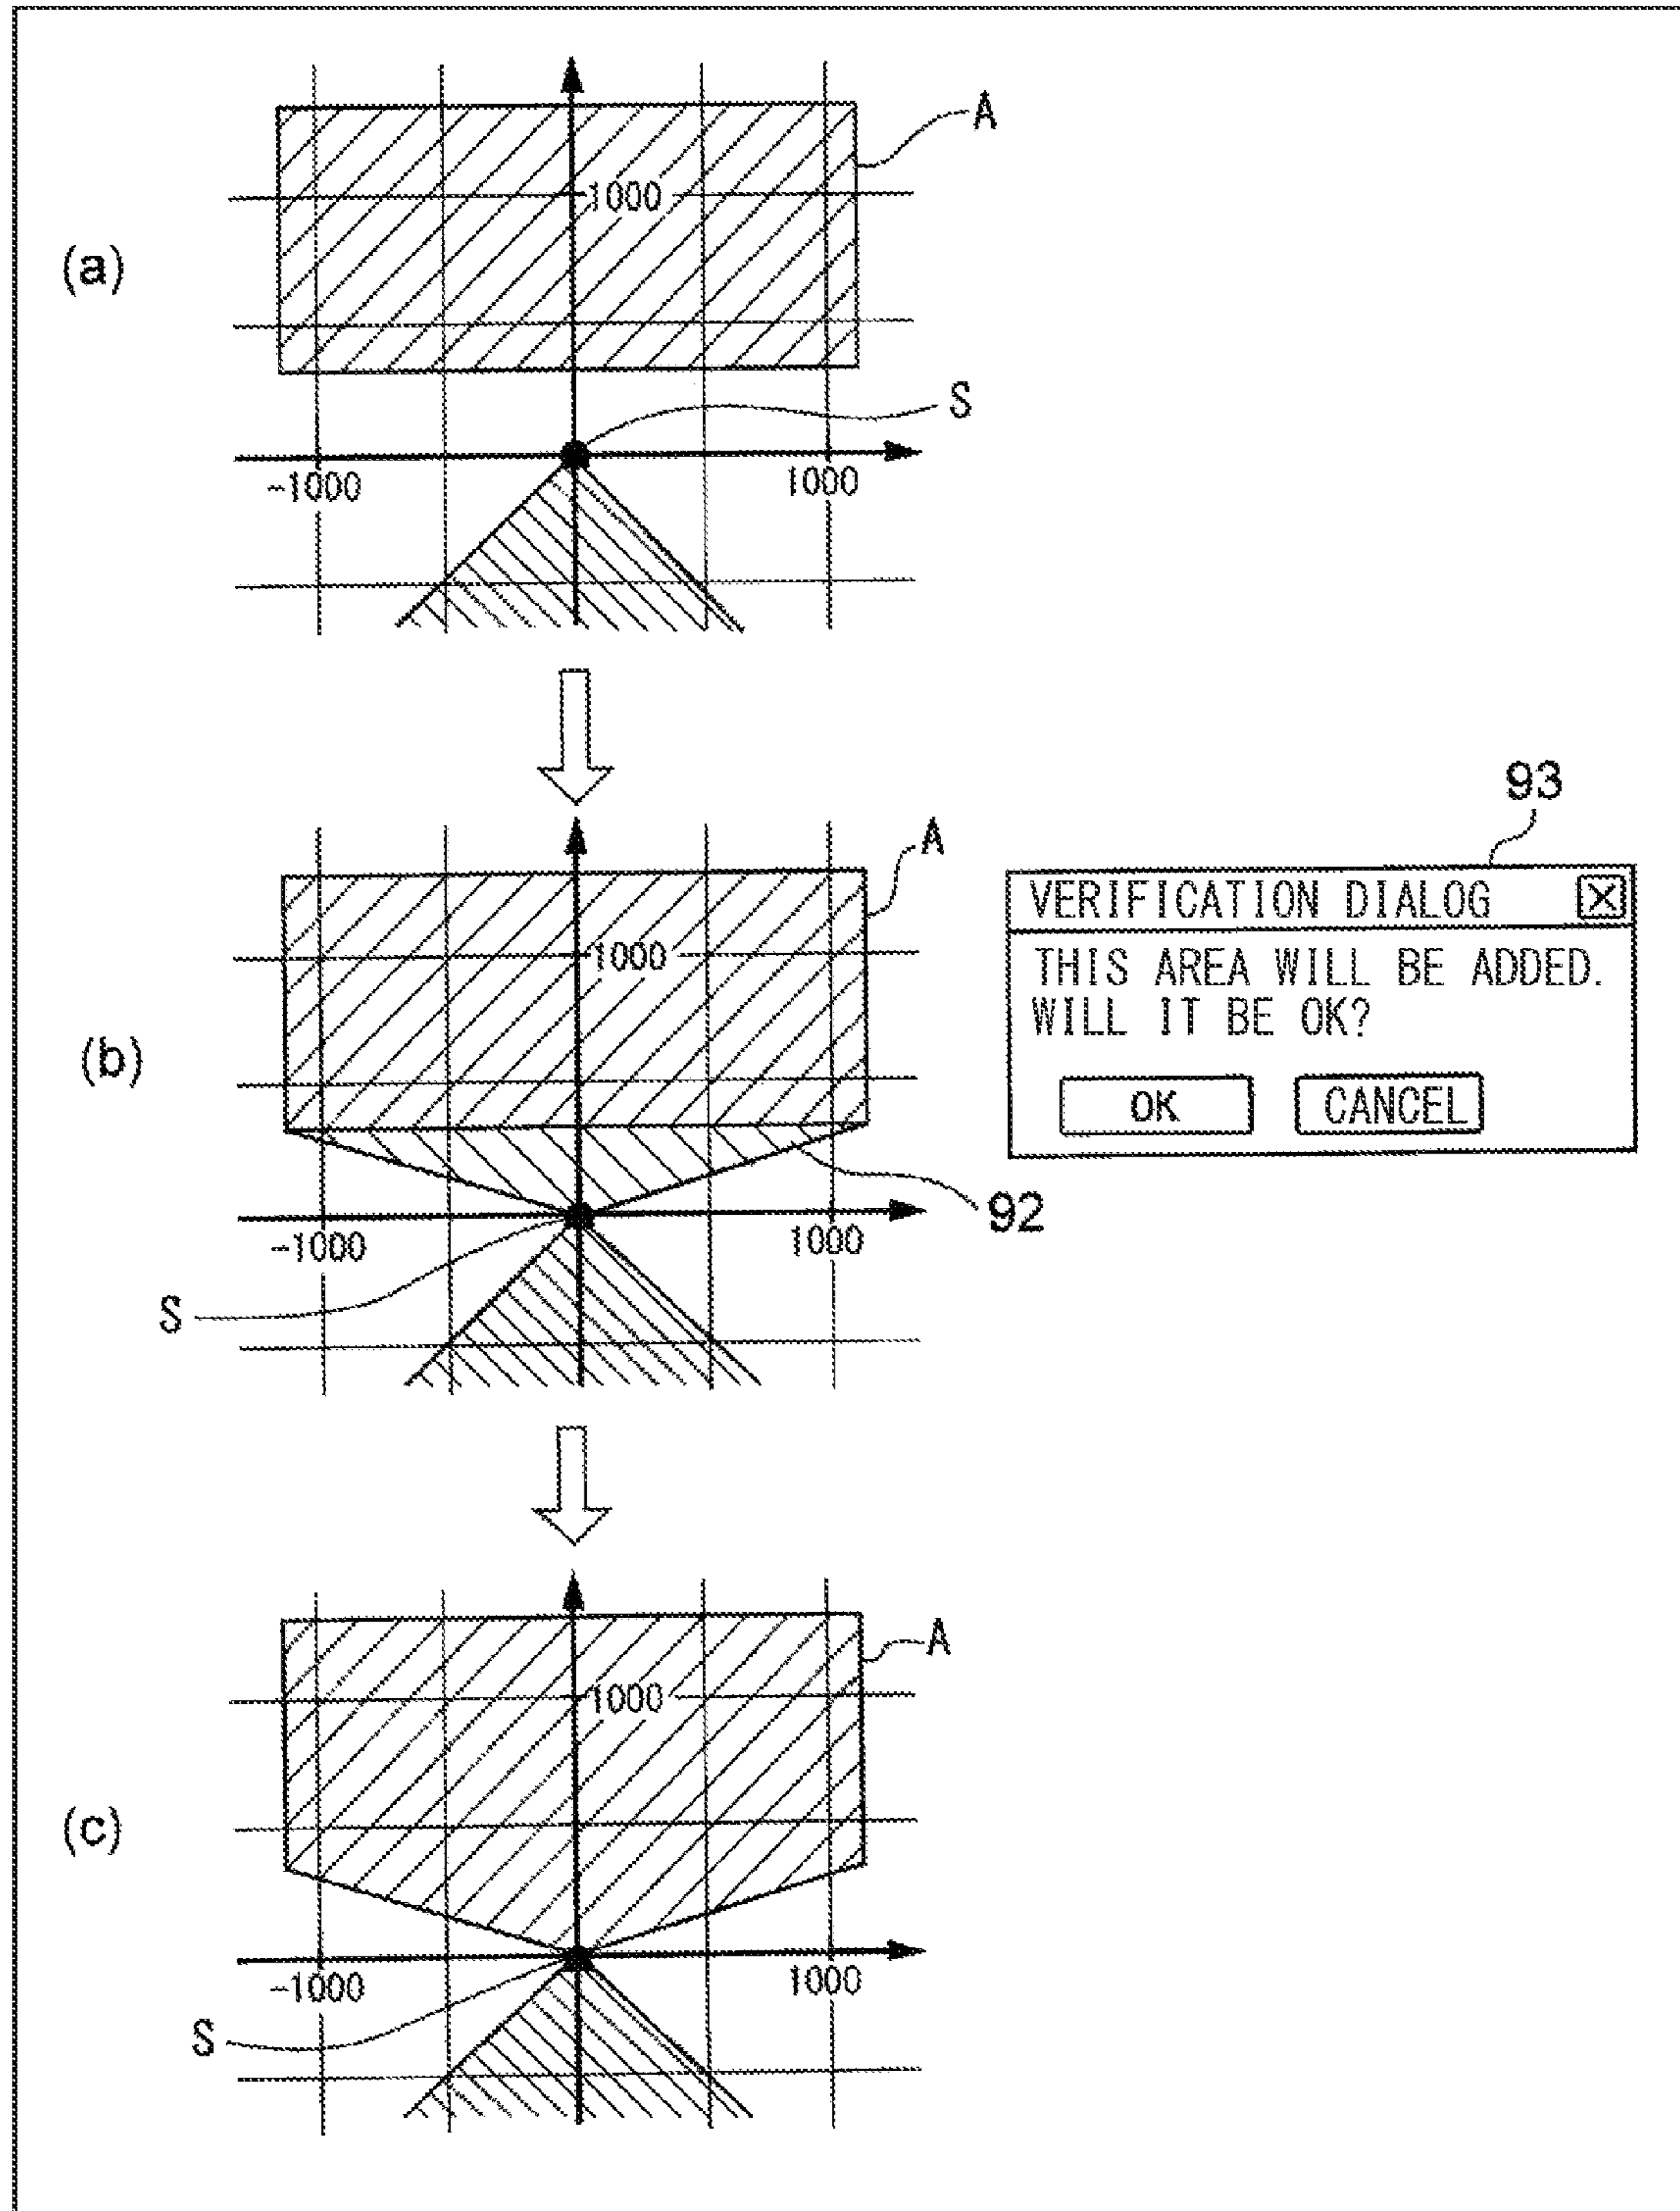 A
1000
(a)
S
-1000
1000
93
A
VERIFICATION DIALOG
1000
THIS AREA WILL BE ADDED.
WILL IT BE OK?
(b)
OK
CANCEL
92
-1000
1000
S
A
1000
(c)
-1000
1000
S